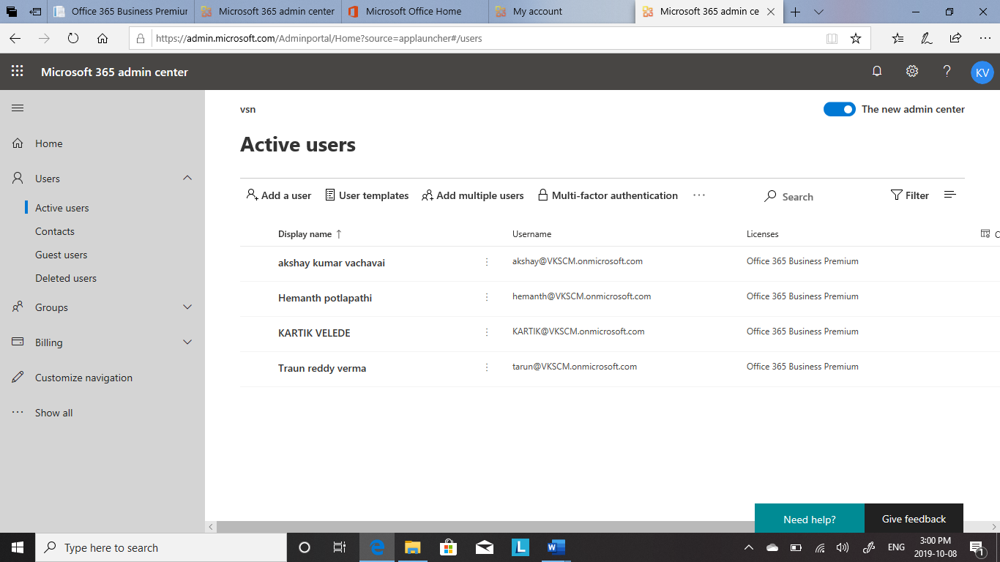 Office 365 Business Premium
Microsoft 365 admin center
Microsoft Office Home
My account
Microsoft 365 admin ce
https://admin.microsoft.com/Adminportal/Home?source=applauncher#/users
Microsoft 365 admin center
KV
vsn
The new admin center
Home
Active users
Users
Add a user
User templates
Add multiple users
Multi-factor authentication
Search
Filter
Active users
Contacts
Display name ↑
Username
Licenses
C
Guest users
akshay kumar vachavai
akshay@VKSCM.onmicrosoft.com
Office 365 Business Premium
Deleted users
Hemanth potlapathi
hemanth@VKSCM.onmicrosoft.com
Office 365 Business Premium
Groups
KARTIK VELEDE
KARTIK@VKSCM.onmicrosoft.com
Office 365 Business Premium
Billing
Traun reddy verma
tarun@VKSCM.onmicrosoft.com
Office 365 Business Premium
Customize navigation
Show all
Need help?
Give feedback
Type here to search
L
W
ENG
3:00 PM
2019-10-08
1